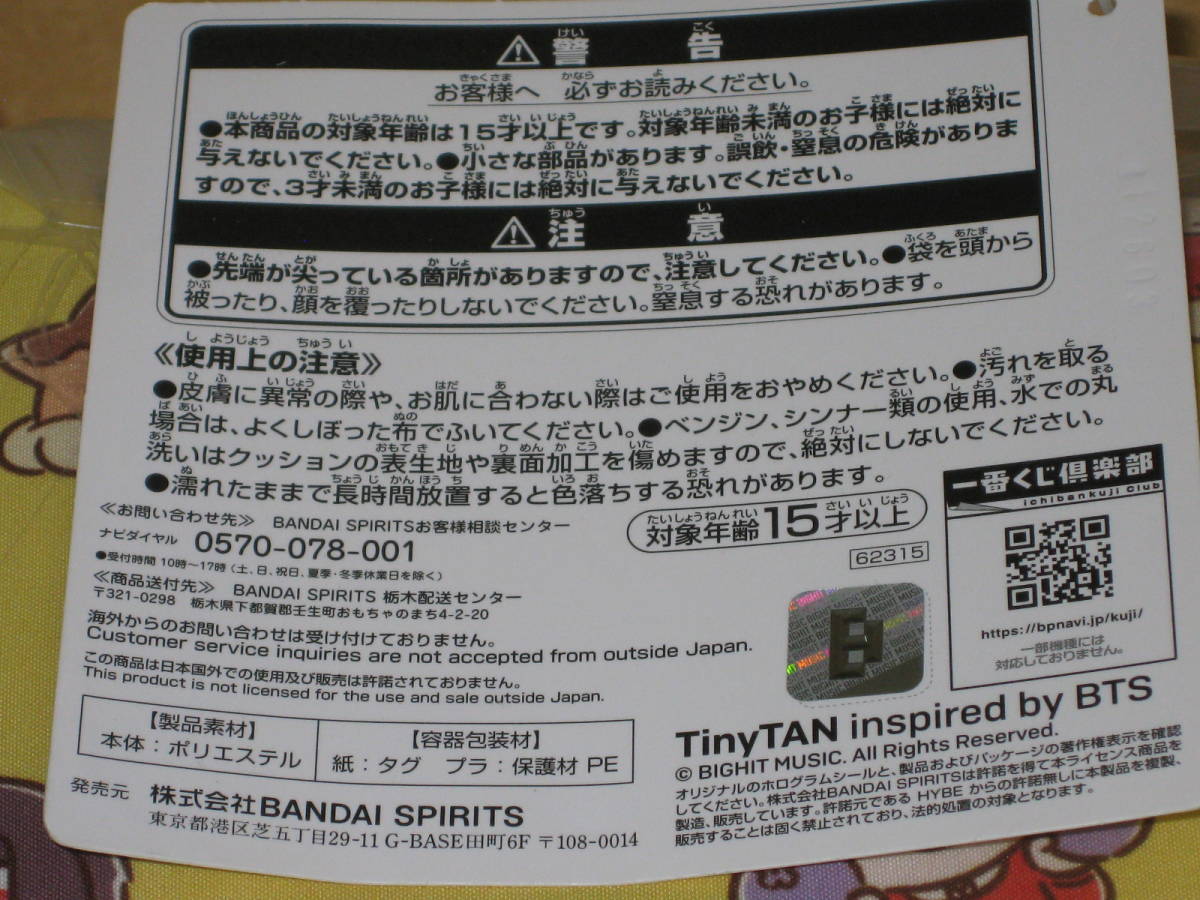 ⚠警告
お客様へ 必ずお読みください。
●本商品の対象年齢は15才以上です。対象年齢未満のお子様には絶対に
与えないでください。●小さな部品があります。誤飲・窒息の危険がありま
すので、3才未満のお子様には絶対に与えないでください。
⚠注意
●先端が尖っている箇所がありますので、注意してください。●袋を頭から
被ったり、顔を覆ったりしないでください。窒息する恐れがあります。
≪使用上の注意≫
●皮膚に異常の際や、お肌に合わない際はご使用をおやめください。●汚れを取る
場合は、よくしぼった布でふいてください。●ベンジン、シンナー類の使用、水での丸
洗いはクッションの表生地や裏面加工を傷めますので、絶対にしないでください。
●濡れたままで長時間放置すると色落ちする恐れがあります。
≪お問い合わせ先≫ BANDAI SPIRITSお客様相談センター
ナビダイヤル 0570-078-001
●受付時間 10時～17時(土、日、祝日、夏季・冬季休業日を除く)
≪商品送付先≫ BANDAI SPIRITS 栃木配送センター
〒321-0298 栃木県下都賀郡壬生町おもちゃのまち4-2-20
海外からのお問い合わせは受け付けておりません。
Customer service inquiries are not accepted from outside Japan.
この商品は日本国外での使用及び販売は許諾されておりません。
This product is not licensed for the use and sale outside Japan.
対象年齢15才以上
62315
一番くじ倶楽部
ichibankuji club
https://bpnavi.jp/kuji/
一部機種には
対応しておりません。
BIGHIT MUSIC
【製品素材】
本体：ポリエステル
【容器包装材】
紙：タグ プラ：保護材 PE
発売元 株式会社BANDAI SPIRITS
東京都港区芝五丁目29-11 G-BASE田町6F 〒108-0014
TinyTAN inspired by BTS
© BIGHIT MUSIC. All Rights Reserved.
オリジナルのホログラムシールと、製品およびパッケージの著作権表示を確認
してください。株式会社BANDAI SPIRITSは許諾を得て本ライセンス商品を
製造、販売しています。許諾元である HYBE からの許諾無しに本製品を複製、
販売することは固く禁止されており、法的処置の対象となります。